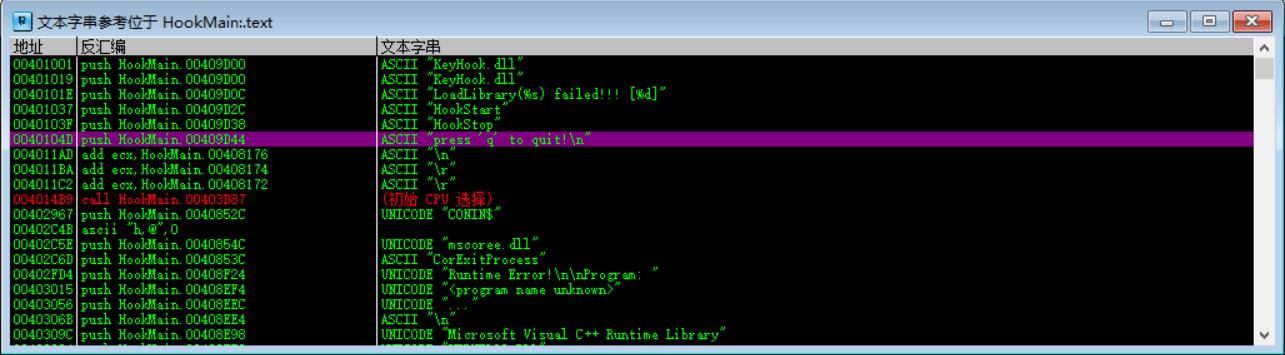 文本字串参考位于 HookMain:.text
地址 反汇编 文本字串
00401001 push HookMain.00409D00 ASCII "KeyHook.dll"
00401019 push HookMain.00409D00 ASCII "KeyHook.dll"
0040101E push HookMain.00409D0C ASCII "LoadLibrary(%s) failed!!! [%d]"
00401037 push HookMain.00409D2C ASCII "HookStart"
0040103F push HookMain.00409D38 ASCII "HookStop"
0040104D push HookMain.00409D44 ASCII "press 'q' to quit!\n"
004011AD add ecx,HookMain.00408176 ASCII "\n"
004011BA add ecx,HookMain.00408174 ASCII "\r"
004011C2 add ecx,HookMain.00408172 ASCII "\r"
004014B9 call HookMain.00403D87 (初始 CPU 选择)
00402967 push HookMain.0040852C UNICODE "CONIN$"
00402C4B ascii "h,@",0
00402C5E push HookMain.0040854C UNICODE "mscoree.dll"
00402C6D push HookMain.0040853C ASCII "CorExitProcess"
00402FD4 push HookMain.00408F24 UNICODE "Runtime Error!\n\nProgram: "
00403015 push HookMain.00408EF4 UNICODE "<program name unknown>"
00403056 push HookMain.00408EEC UNICODE "..."
0040306B push HookMain.00408EE4 ASCII "\n"
0040309C push HookMain.00408E98 UNICODE "Microsoft Visual C++ Runtime Library"